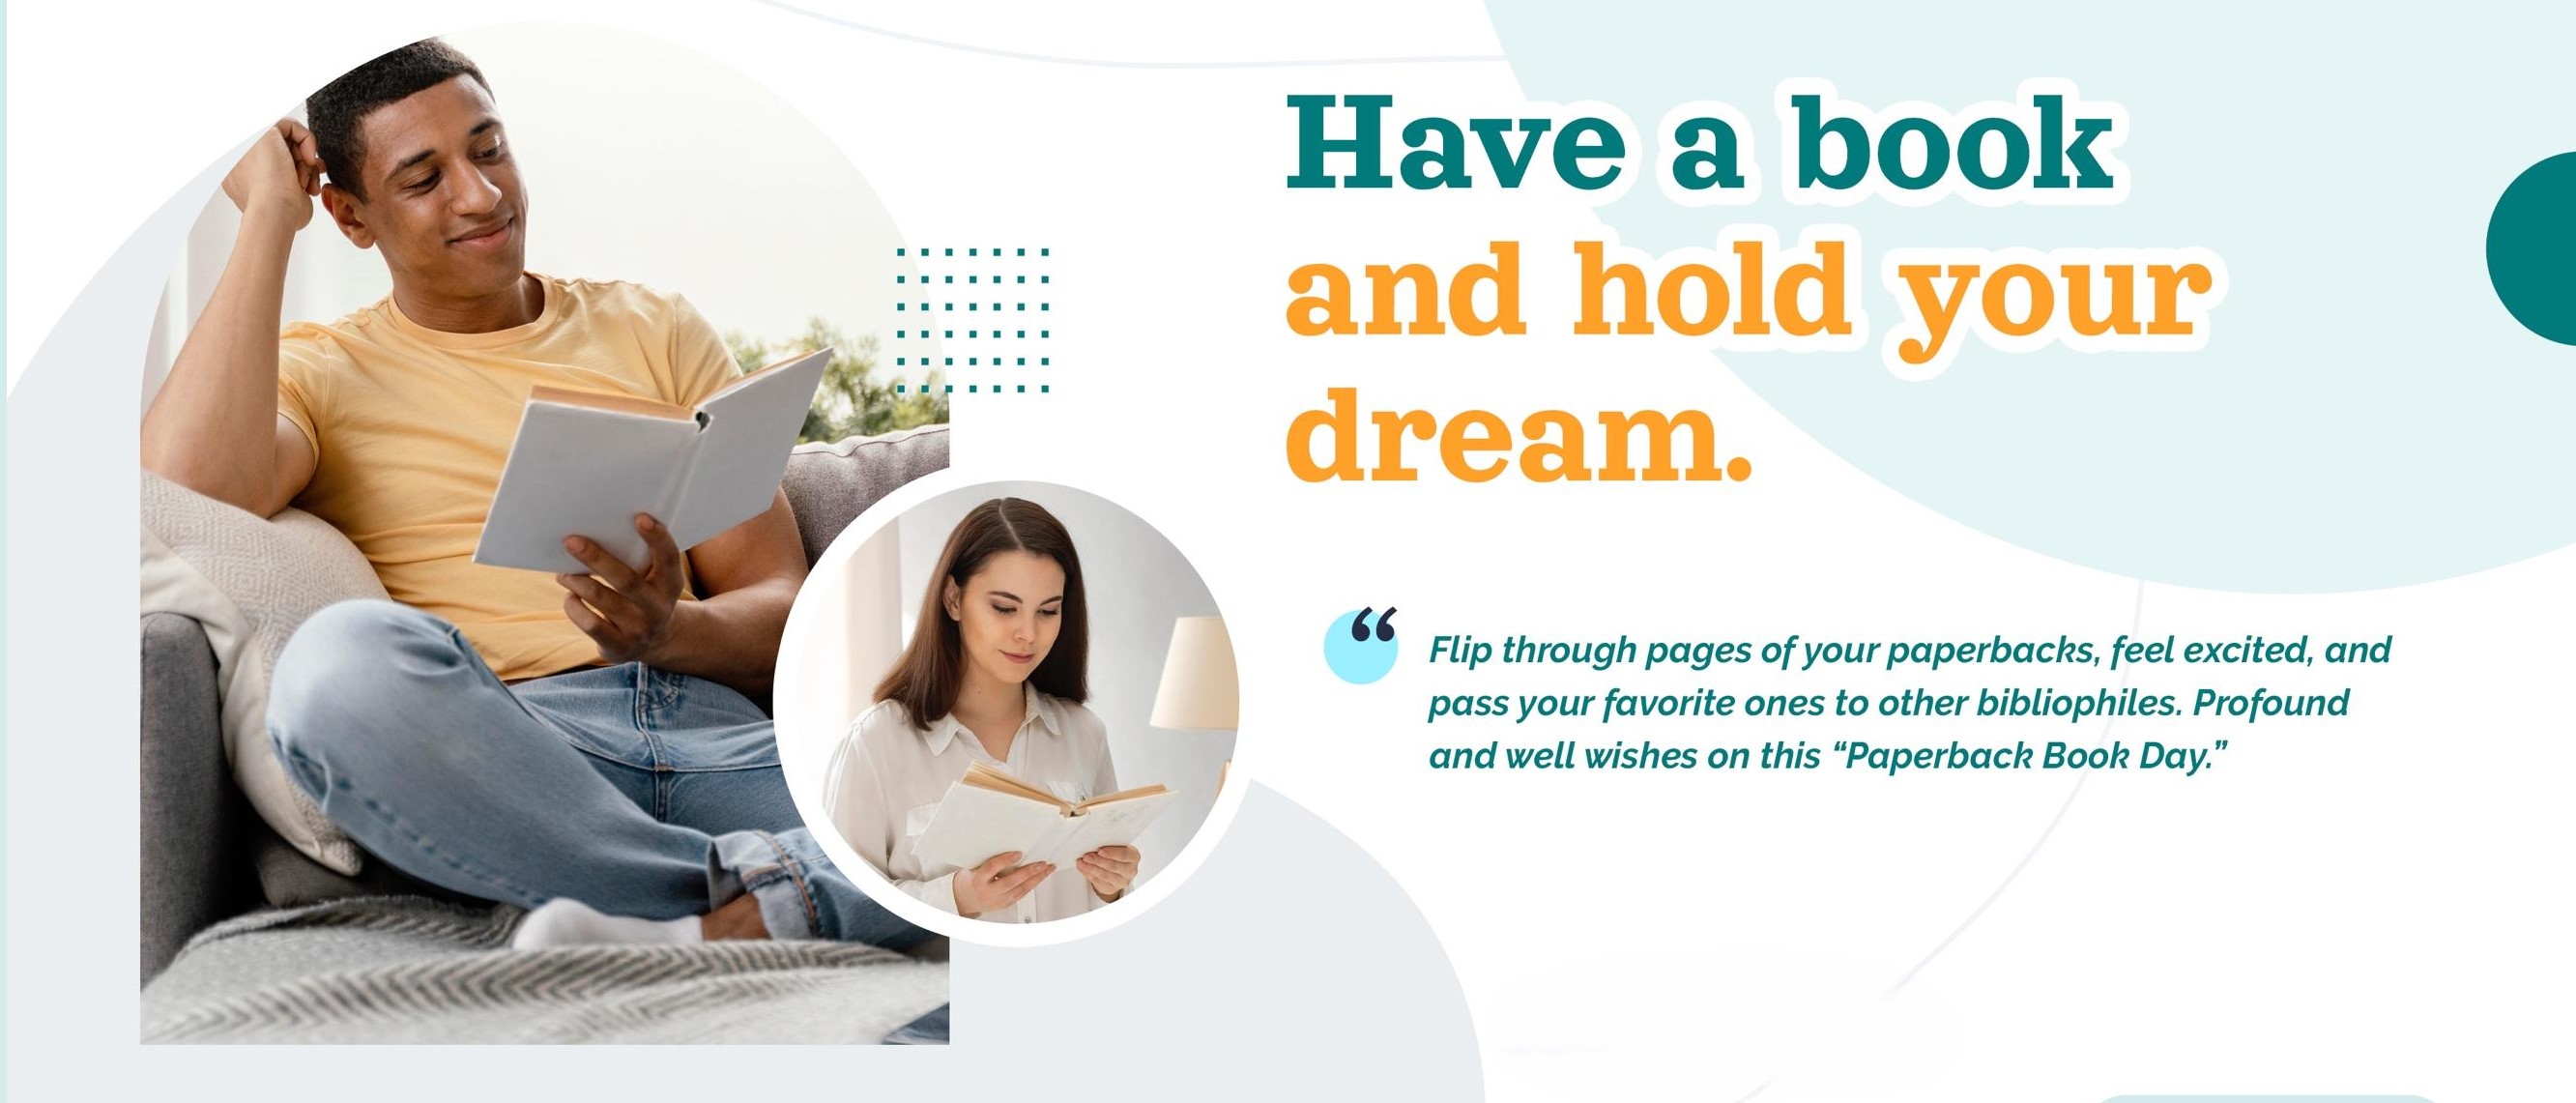 Have a book
and hold your
dream.
“
Flip through pages of your paperbacks, feel excited, and
pass your favorite ones to other bibliophiles. Profound
and well wishes on this “Paperback Book Day.”